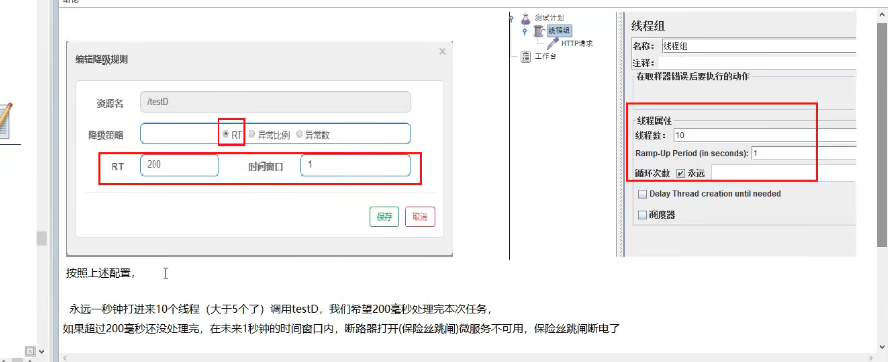 编辑降级规则
×
资源名
/testD
降级策略
RT
异常比例
异常数
RT
200
时间窗口
1
保存
取消
测试计划
线程组
HTTP请求
工作台
线程组
名称：
线程组
注释：
在取样器错误后要执行的动作
线程属性
线程数：
10
Ramp-Up Period (in seconds):
1
循环次数
永远
Delay Thread creation until needed
调度器
按照上述配置，
永远一秒钟打进来10个线程（大于5个了）调用testD，我们希望200毫秒处理完本次任务，
如果超过200毫秒还没处理完，在未来1秒钟的时间窗口内，断路器打开(保险丝跳闸)微服务不可用，保险丝跳闸断电了